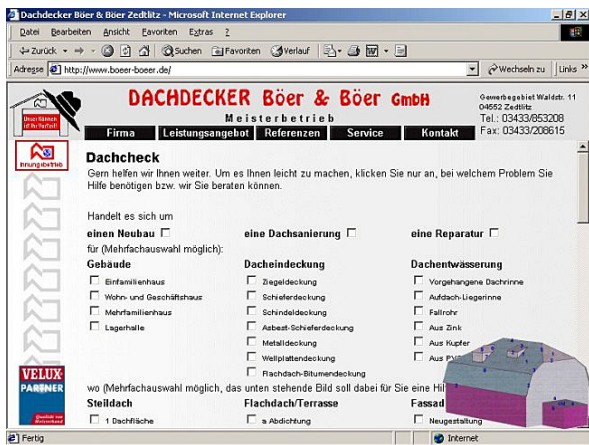 Dachdecker Böer & Böer Zedtlitz - Microsoft Internet Explorer
Datei Bearbeiten Ansicht Favoriten Extras ?
Zurück Suchen Favoriten Verlauf
Adresse http://www.boeer-boeer.de/ Wechseln zu Links »
DACHDECKER Böer & Böer GmbH
Meisterbetrieb
Gewerbegebiet Waldstr. 11
04552 Zedtlitz
Tel.: 03433/853208
Fax: 03433/208615
Firma Leistungsangebot Referenzen Service Kontakt
Innungsbetrieb
Dachcheck
Gern helfen wir Ihnen weiter. Um es Ihnen leicht zu machen, klicken Sie nur an, bei welchem Problem Sie
Hilfe benötigen bzw. wir Sie beraten können.
Handelt es sich um
einen Neubau eine Dachsanierung eine Reparatur
für (Mehrfachauswahl möglich):
Gebäude Dacheindeckung Dachentwässerung
Einfamilienhaus Ziegeldeckung Vorgehangene Dachrinne
Wohn- und Geschäftshaus Schieferdeckung Aufdach-Liegerinne
Mehrfamilienhaus Schindeldeckung Fallrohr
Lagerhalle Asbest-Schieferdeckung Aus Zink
Metalldeckung Aus Kupfer
Wellplattendeckung Aus
Flachdach-Bitumendeckung
VELUX
PARTNER
wo (Mehrfachauswahl möglich, das unten stehende Bild soll dabei für Sie eine
Steildach Flachdach/Terrasse Fassad
1 Dachfläche a Abdichtung Neugestaltung
Fertig Internet